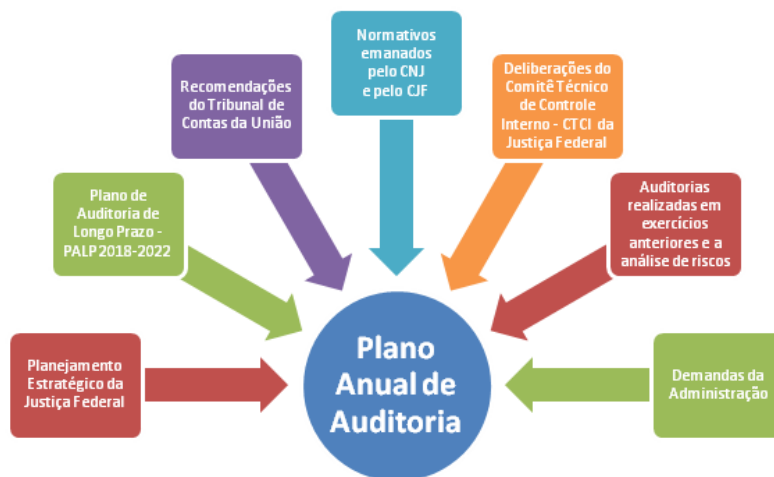 Normativos
emanados
pelo CNJ
e pelo CJF
Recomendações
do Tribunal de
Contas da União
Deliberações do
Comitê Técnico
de Controle
Interno - CTCI da
Justiça Federal
Plano de
Auditoria de
Longo Prazo -
PALP 2018-2022
Auditorias
realizadas em
exercícios
anteriores e a
análise de riscos
Planejamento
Estratégico da
Justiça Federal
Plano
Anual de
Auditoria
Demandas da
Administração